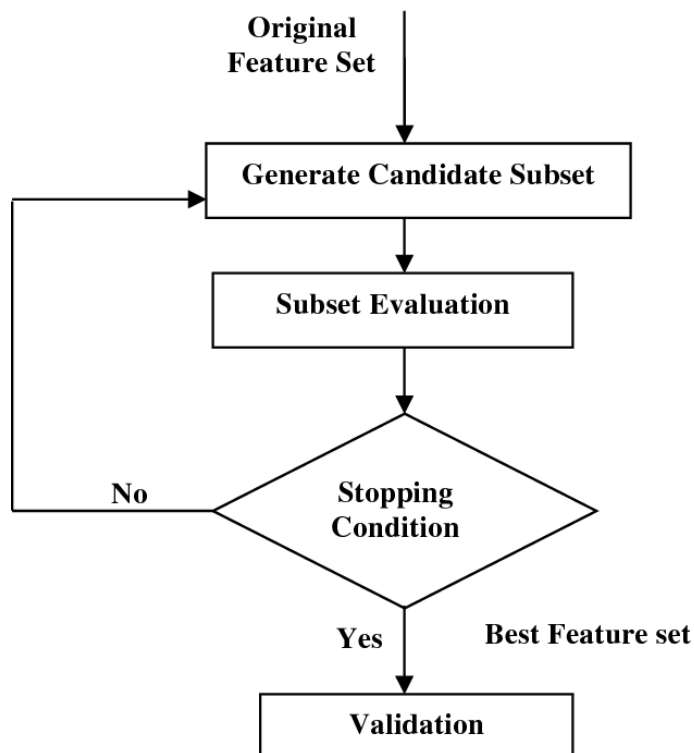 Original
Feature Set
Generate Candidate Subset
Subset Evaluation
Stopping
Condition
No
Yes
Best Feature set
Validation